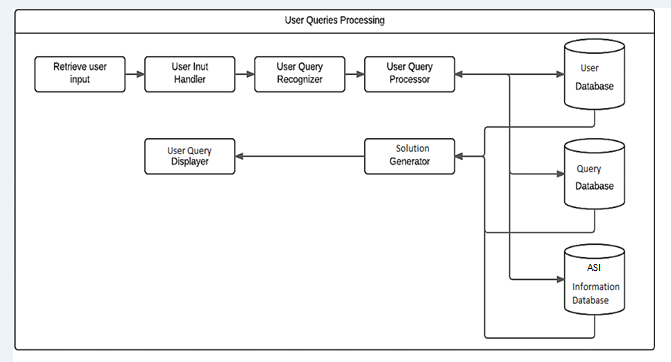 User Queries Processing
Retrieve user
input
User Inut
Handler
User Query
Recognizer
User Query
Processor
User
Database
User Query
Displayer
Solution
Generator
Query
Database
ASI
Information
Database